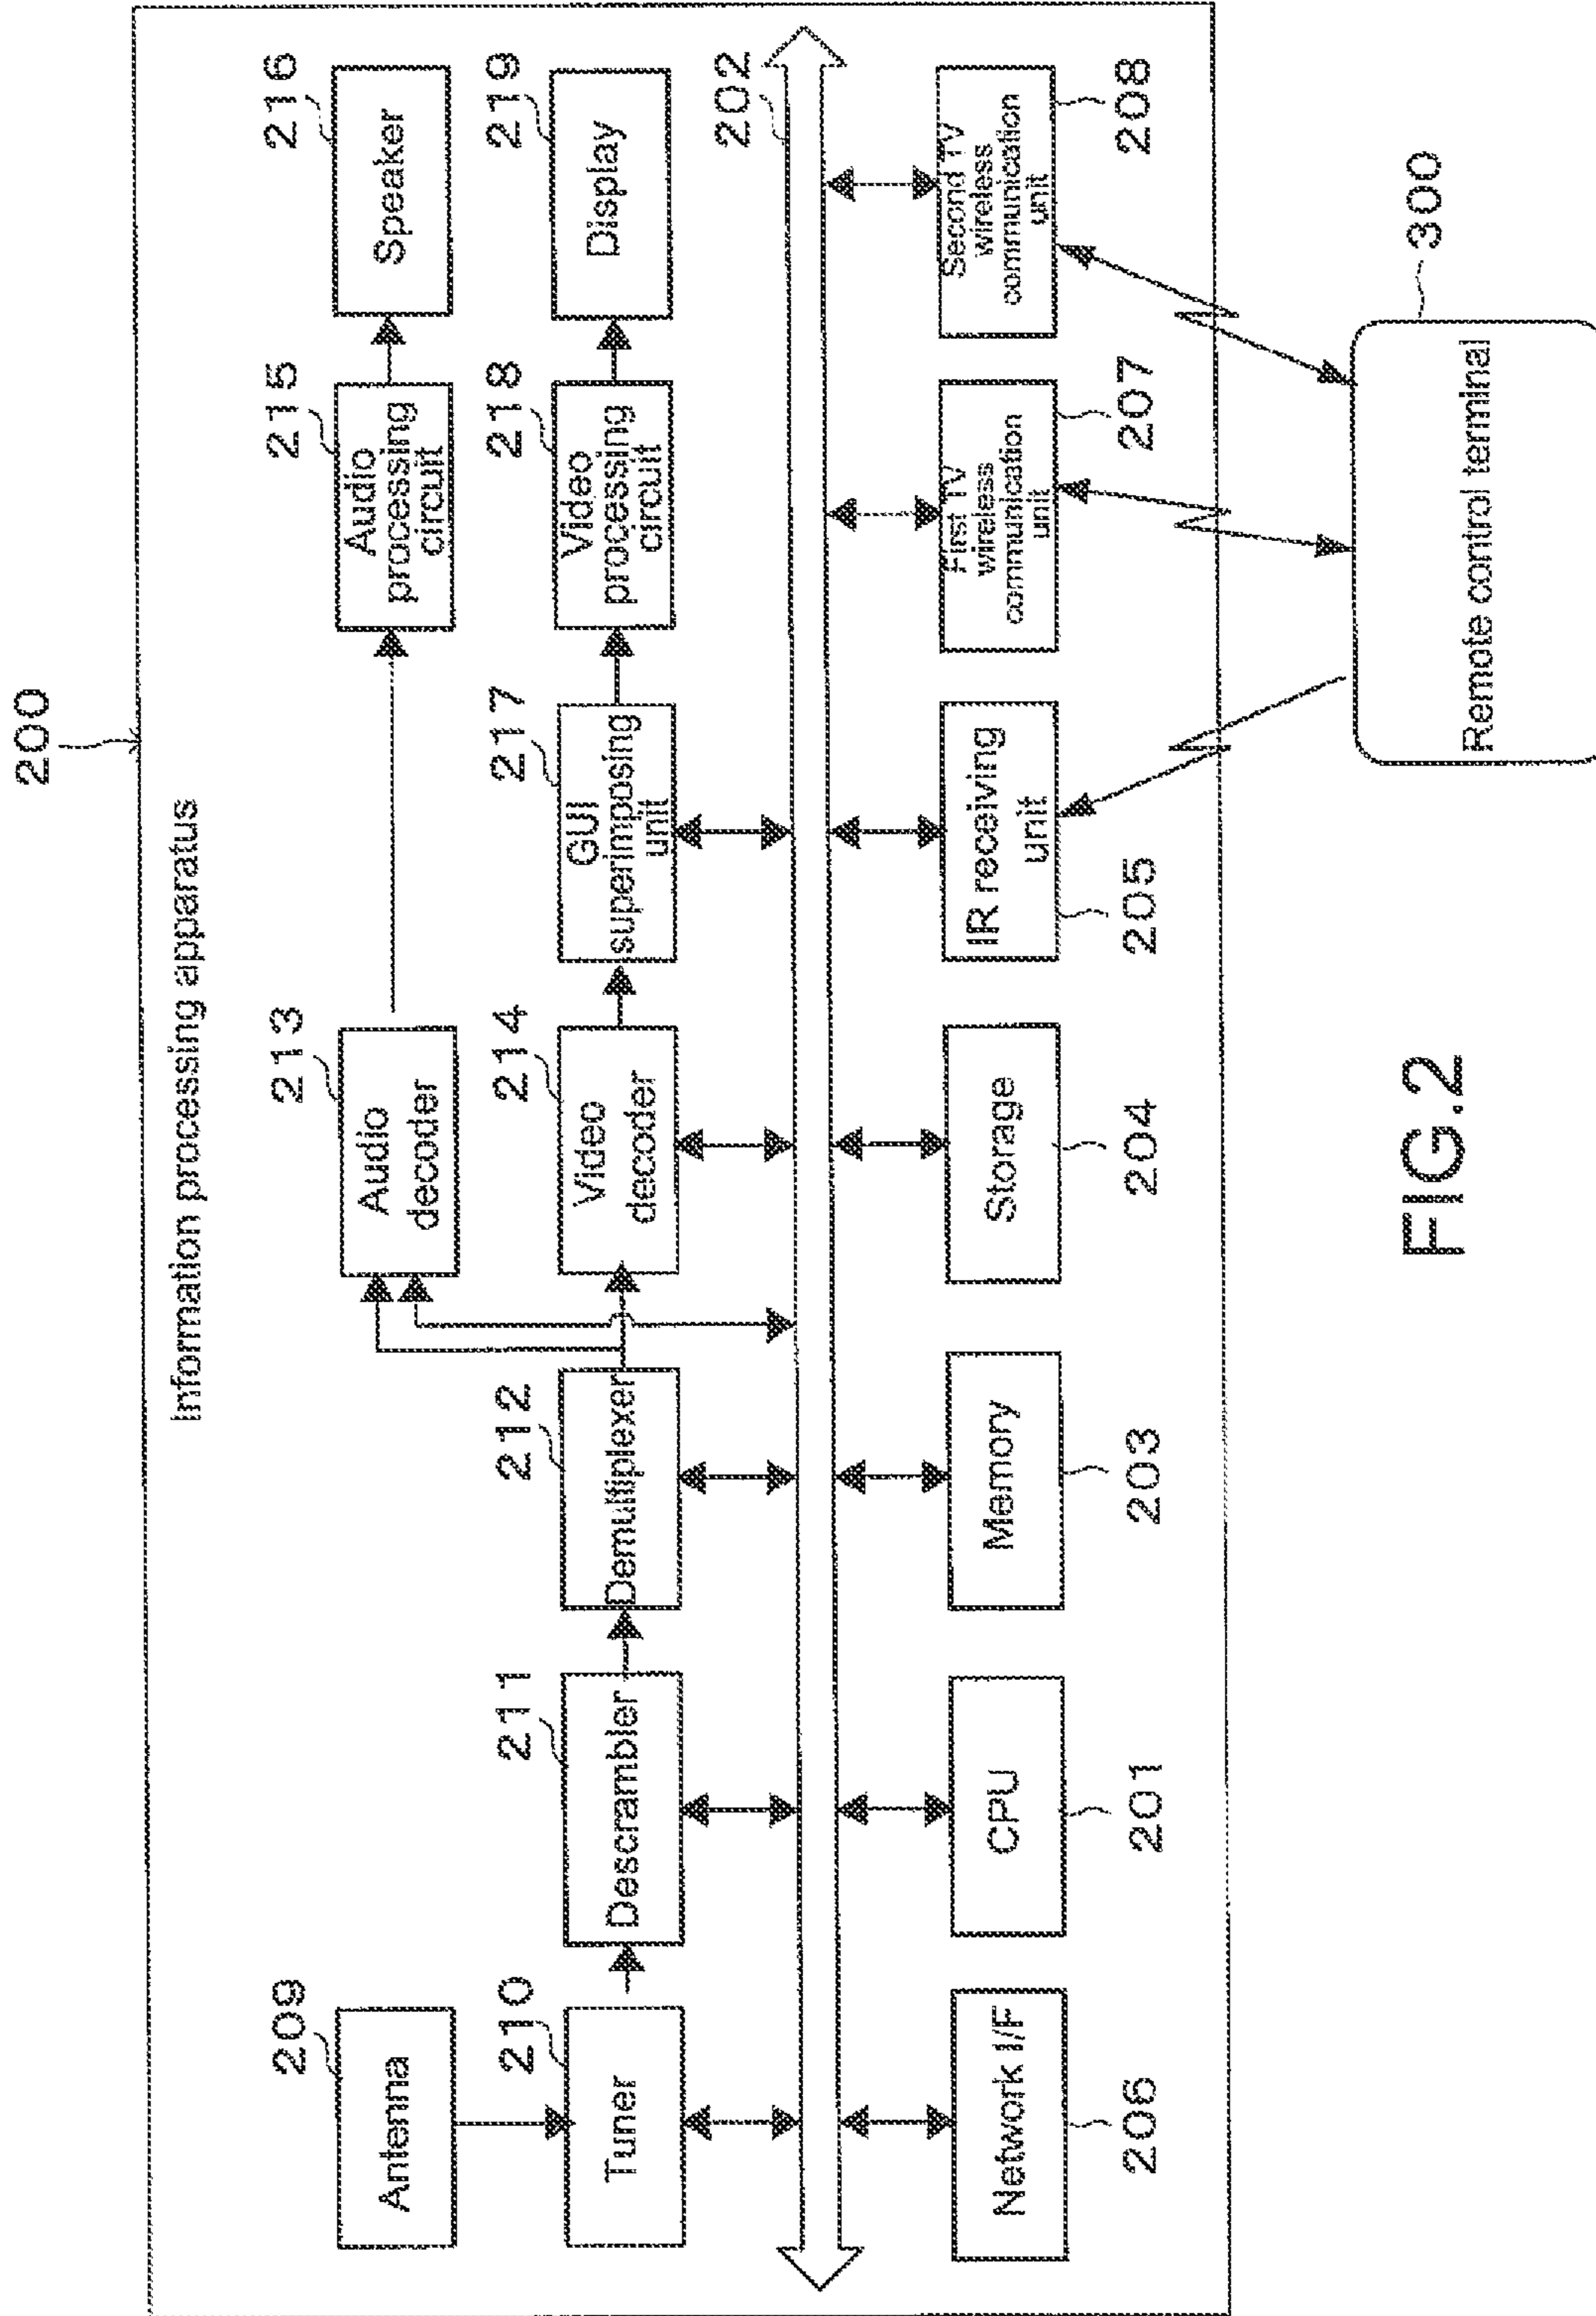 200
Information processing apparatus
209
Antenna
213
Audio
decoder
215
Audio
processing
circuit
216
Speaker
210
Tuner
211
Descrambler
212
Demultiplexer
214
Video
decoder
217
GUI
superimposing
unit
218
Video
processing
circuit
219
Display
202
Network I/F
206
CPU
201
Memory
203
Storage
204
IR receiving
unit
205
First TV
wireless
communication
unit
207
Second TV
wireless
communication
unit
208
300
Remote control terminal
FIG.2